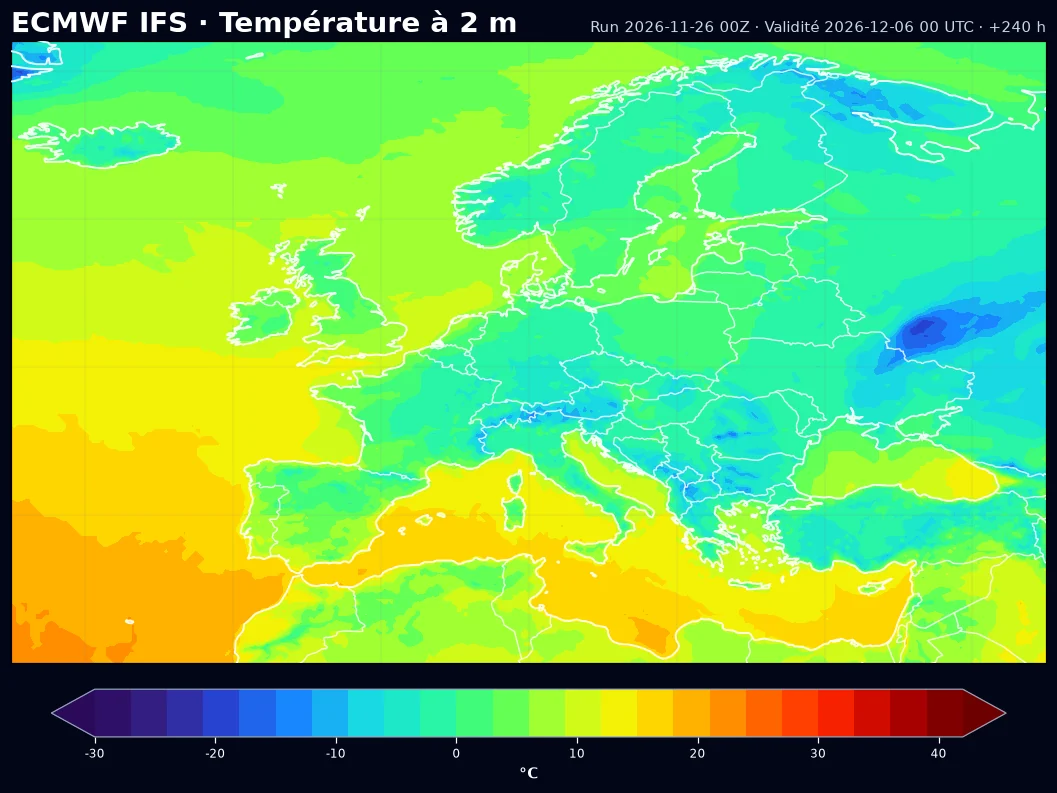 ECMWF IFS · Température à 2 m
Run 2026-11-26 00Z · Validité 2026-12-06 00 UTC · +240 h
-30 -20 -10 0 10 20 30 40
°C